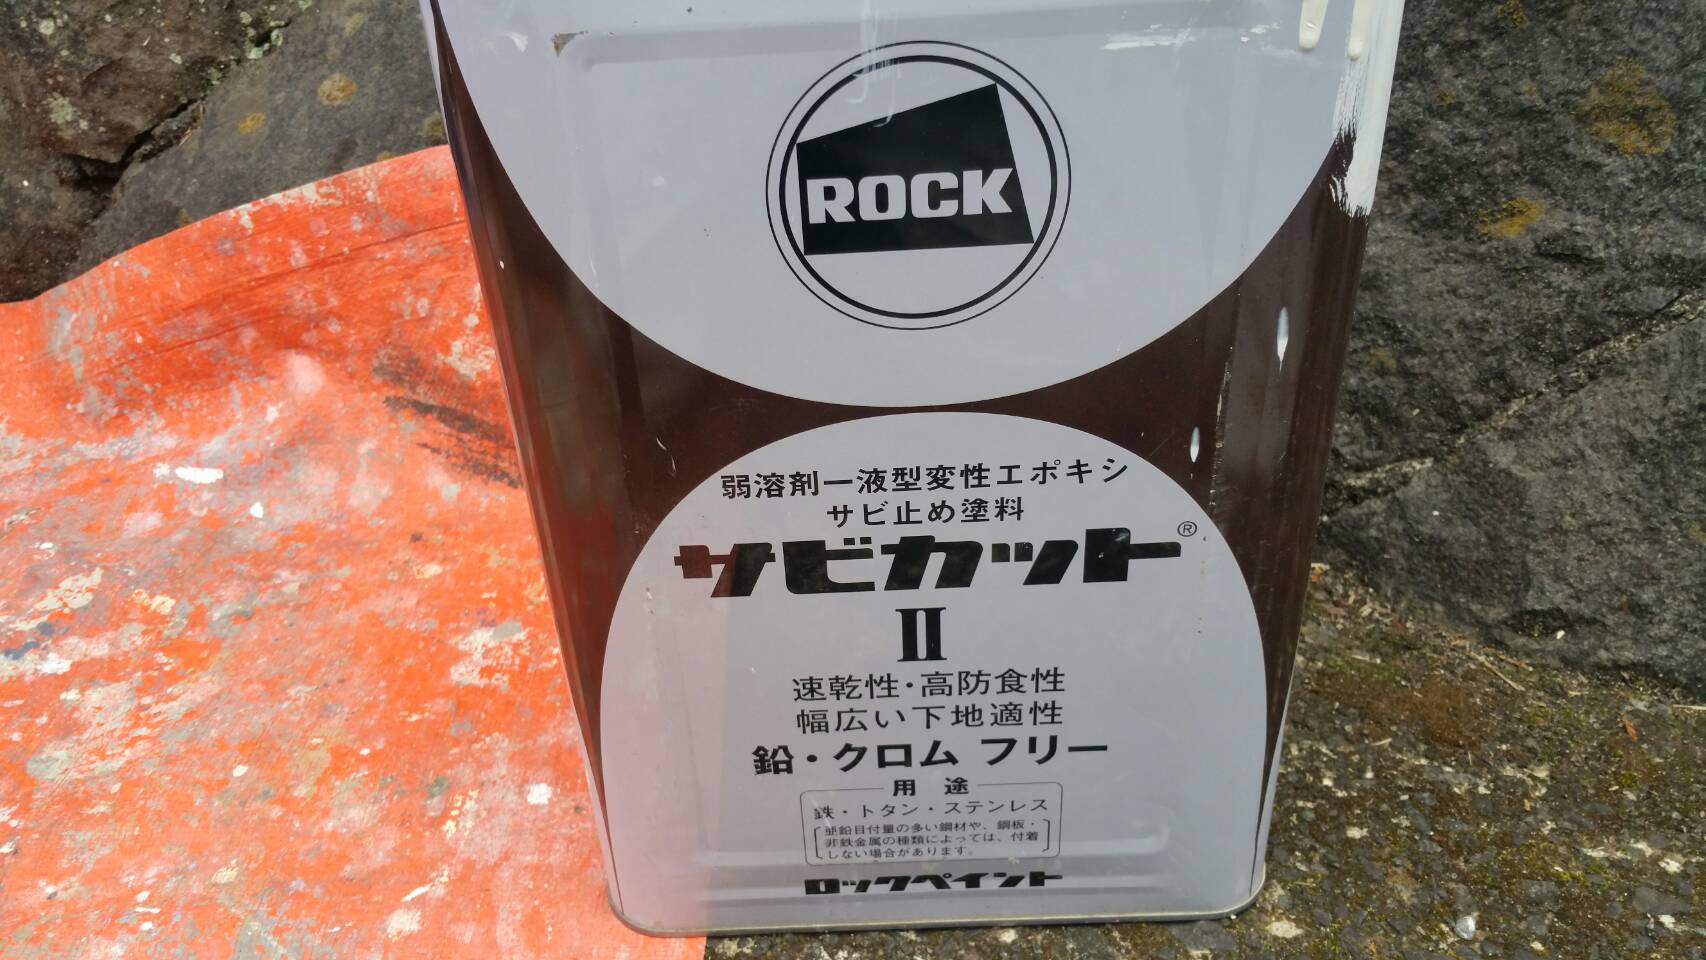 ROCK
弱溶剤一液型変性エポキシ
サビ止め塗料
サビカット®
II
速乾性・高防食性
幅広い下地適性
鉛・クロム フリー
用途
鉄・トタン・ステンレス
亜鉛目付量の多い鋼材や、鋼板・
非鉄金属の種類によっては、付着
しない場合があります。
ロックペイント